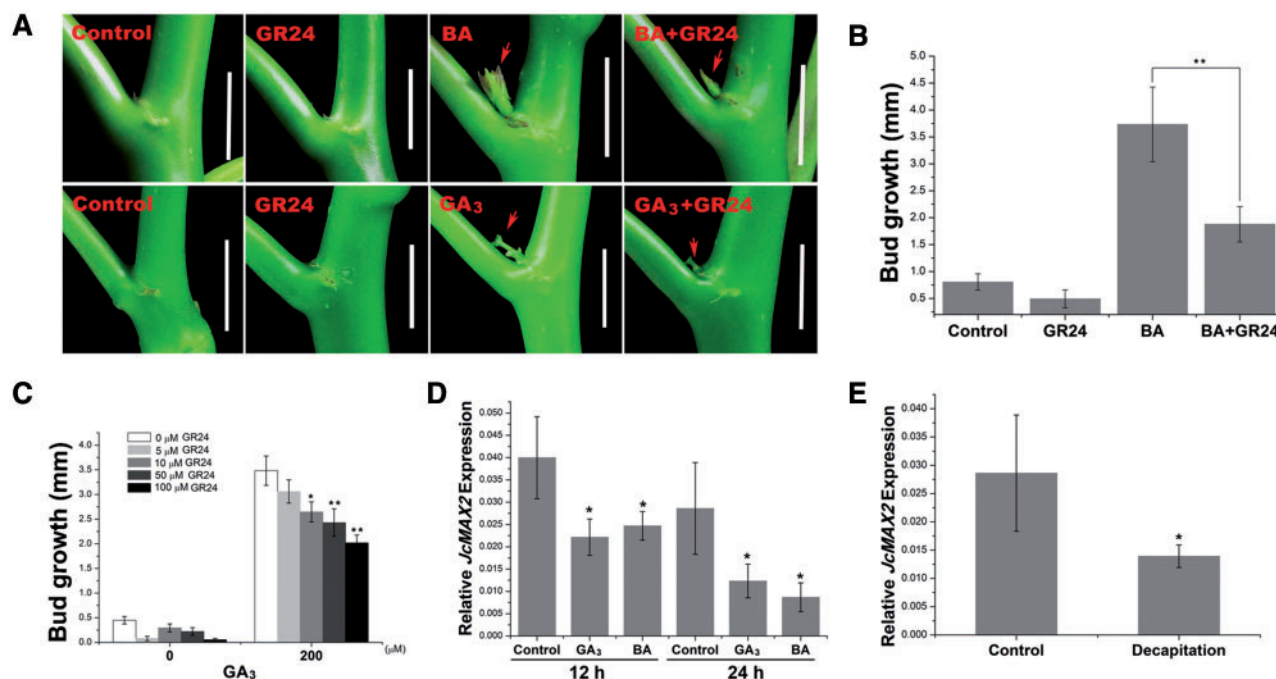 A
Control
GR24
BA
BA+GR24
Control
GR24
GA3
GA3+GR24
B
Bud growth (mm)
5.0
4.5
4.0
3.5
3.0
2.5
2.0
1.5
1.0
0.5
**
Control
GR24
BA
BA+GR24
C
Bud growth (mm)
4.0
3.5
3.0
2.5
2.0
1.5
1.0
0.5
0.0
0 μM GR24
5 μM GR24
10 μM GR24
50 μM GR24
100 μM GR24
*
**
**
0
200
(μM)
GA3
D
Relative JcMAX2 Expression
0.050
0.045
0.040
0.035
0.030
0.025
0.020
0.015
0.010
0.005
0.000
*
*
*
*
Control
GA3
BA
Control
GA3
BA
12 h
24 h
E
Relative JcMAX2 Expression
0.040
0.035
0.030
0.025
0.020
0.015
0.010
0.005
0.000
*
Control
Decapitation